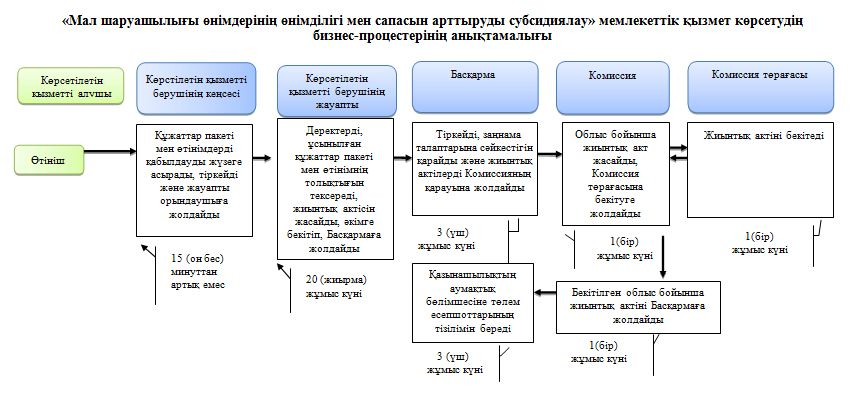 «Мал шаруашылығы өнімдерінің өнімділігі мен сапасын арттыруды субсидиялау» мемлекеттік қызмет көрсетудің
бизнес-процестерінің анықтамалығы
Көрсетілетін
қызметті алушы
Көрстілетін қызметті
берушінің кеңсесі
Көрсетілетін
қызметті берушінің
жауапты
Басқарма
Комиссия
Комиссия төрағасы
Өтініш
Құжаттар пакеті
мен өтінімдерді
қабылдауды жүзеге
асырады, тіркейді
және жауапты
орындаушыға
жолдайды
Деректерді,
ұсынылған
құжаттар пакеті
мен өтінімнің
толықтығын
тексереді,
жиынтық актісін
жасайды, әкімге
бекітіп, Басқармаға
жолдайды
Тіркейді, заңнама
талаптарына сәйкестігін
қарайды және жиынтық
актілерді Комиссияның
қарауына жолдайды
Облыс бойынша
жиынтық акт
жасайды,
Комиссия
төрағасына
бекітуге
жолдайды
Жиынтық актіні бекітеді
15 (он бес)
минуттан
артық емес
20 (жиырма)
жұмыс күні
3 (үш)
жұмыс күні
1(бір)
жұмыс күні
1(бір)
жұмыс күні
Қазынашылықтың
аумақтық
бөлімшесіне төлем
есепшоттарының
тізілімін береді
Бекітілген облыс бойынша
жиынтық актіні Басқармаға
жолдайды
3 (үш)
жұмыс күні
1(бір)
жұмыс күні